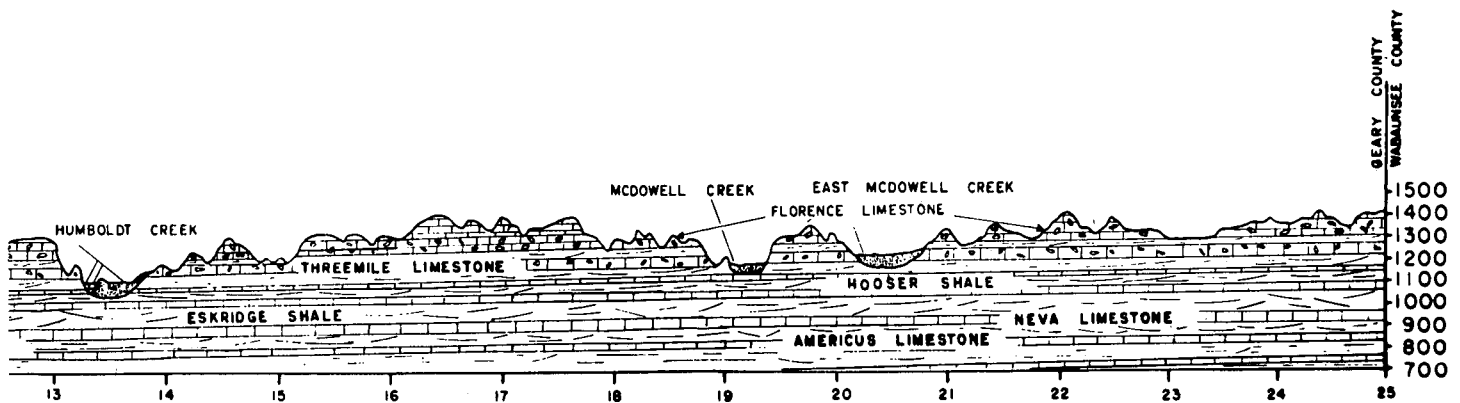 GEARY COUNTY
WABAUNSEE COUNTY
MCDOWELL CREEK
EAST MCDOWELL CREEK
FLORENCE LIMESTONE
HUMBOLDT CREEK
THREEMILE LIMESTONE
HOOSER SHALE
ESKRIDGE SHALE
NEVA LIMESTONE
AMERICUS LIMESTONE
1500
1400
1300
1200
1100
1000
900
800
700
13 14 15 16 17 18 19 20 21 22 23 24 25